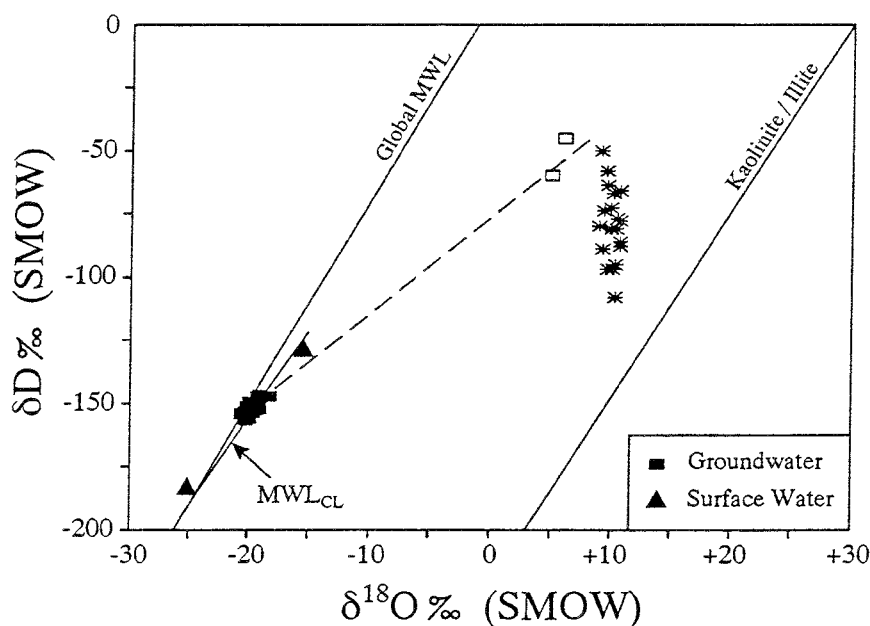 0
-50
-100
-150
-200
δD ‰ (SMOW)
Global MWL
Kaolinite / Illite
MWL_CL
Groundwater
Surface Water
-30 -20 -10 0 +10 +20 +30
δ¹⁸O ‰ (SMOW)